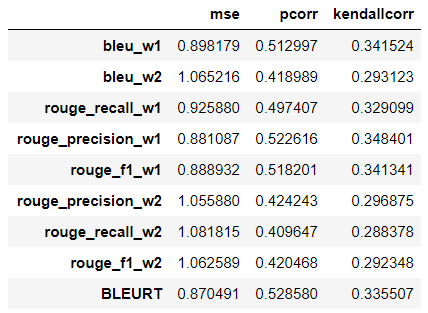 mse pcorr kendallcorr
bleu_w1 0.898179 0.512997 0.341524
bleu_w2 1.065216 0.418989 0.293123
rouge_recall_w1 0.925880 0.497407 0.329099
rouge_precision_w1 0.881087 0.522616 0.348401
rouge_f1_w1 0.888932 0.518201 0.341341
rouge_precision_w2 1.055880 0.424243 0.296875
rouge_recall_w2 1.081815 0.409647 0.288378
rouge_f1_w2 1.062589 0.420468 0.292348
BLEURT 0.870491 0.528580 0.335507